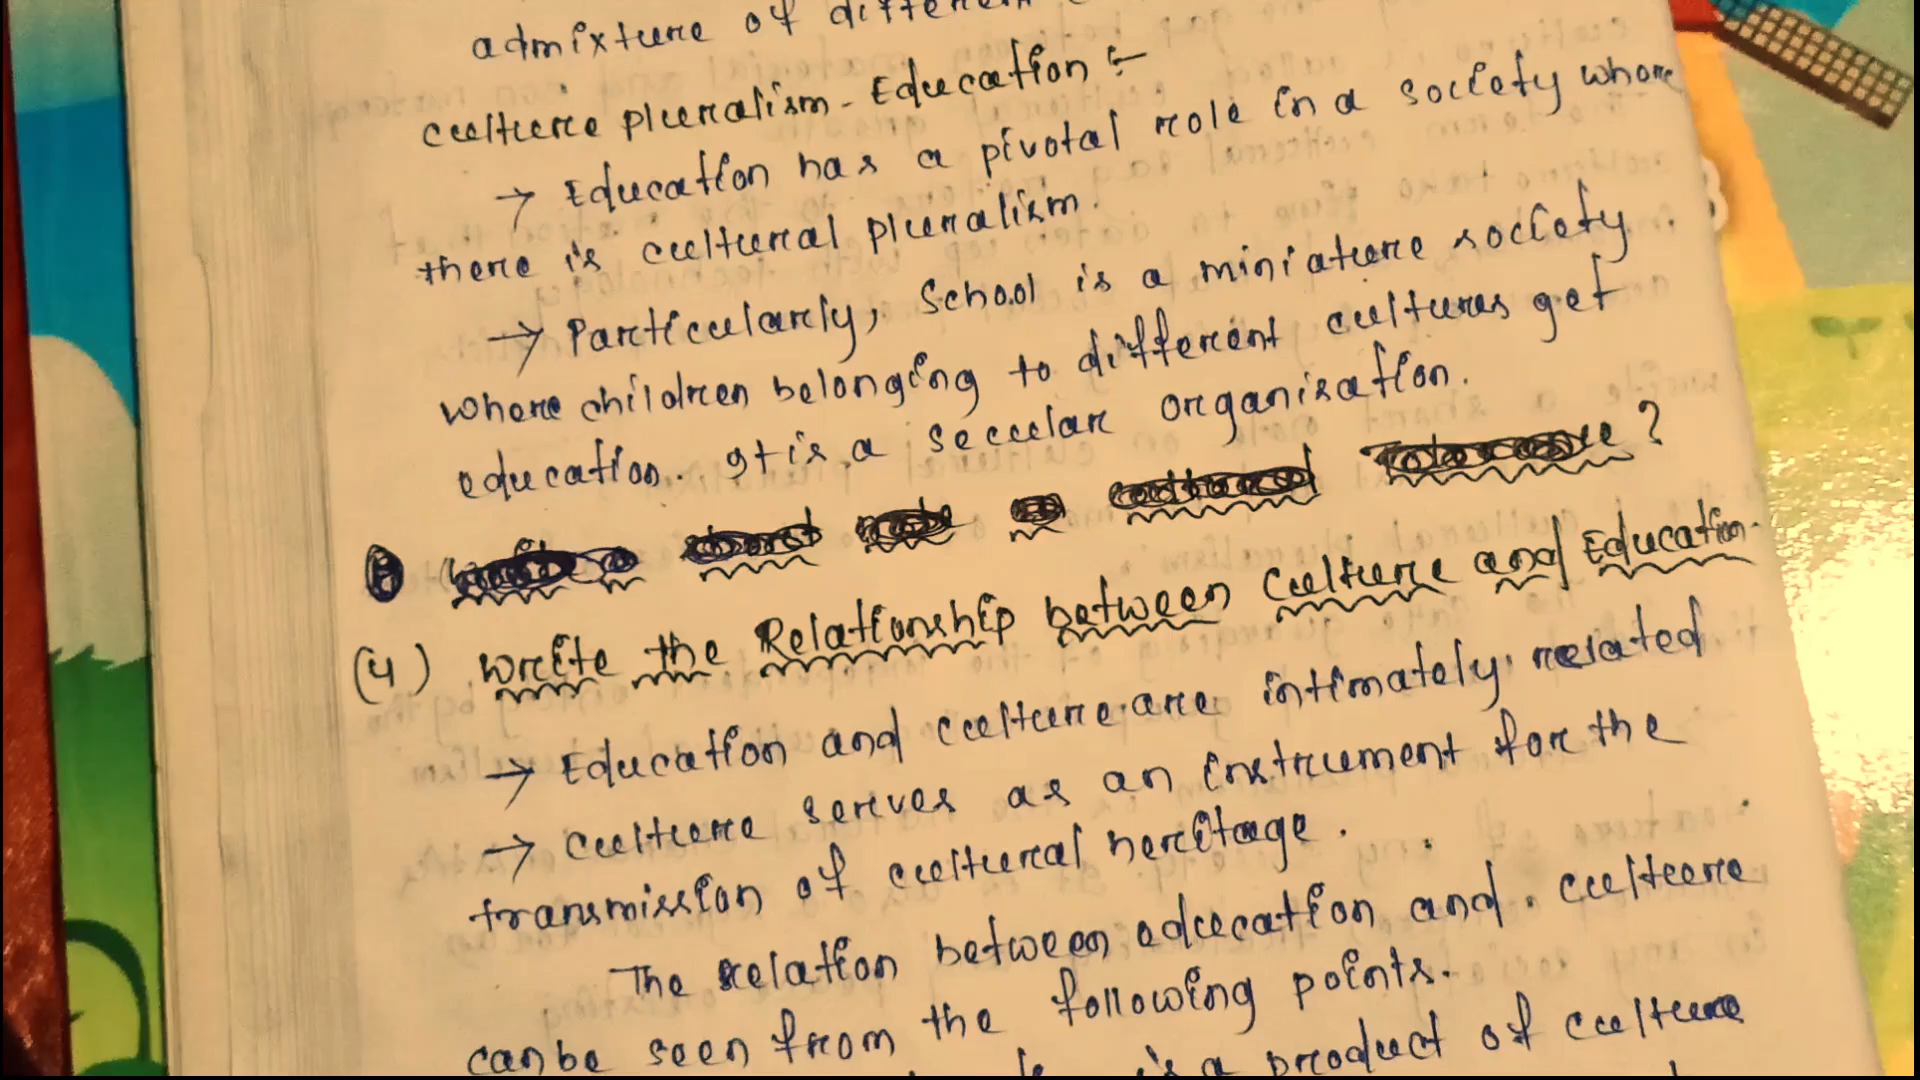 admixture of different
culture pluralism - Education :-
→ Education has a pivotal role in a society where
there is cultural pluralism.
→ Particularly, School is a miniature society.
where children belonging to different cultures get
education. It is a secular organisation.
?
(4) Write the Relationship between Culture and Education.
→ Education and culture are intimately related
→ Culture serves as an instrument for the
transmission of cultural heritage.
The relation between education and culture
can be seen from the following points.
is a product of culture